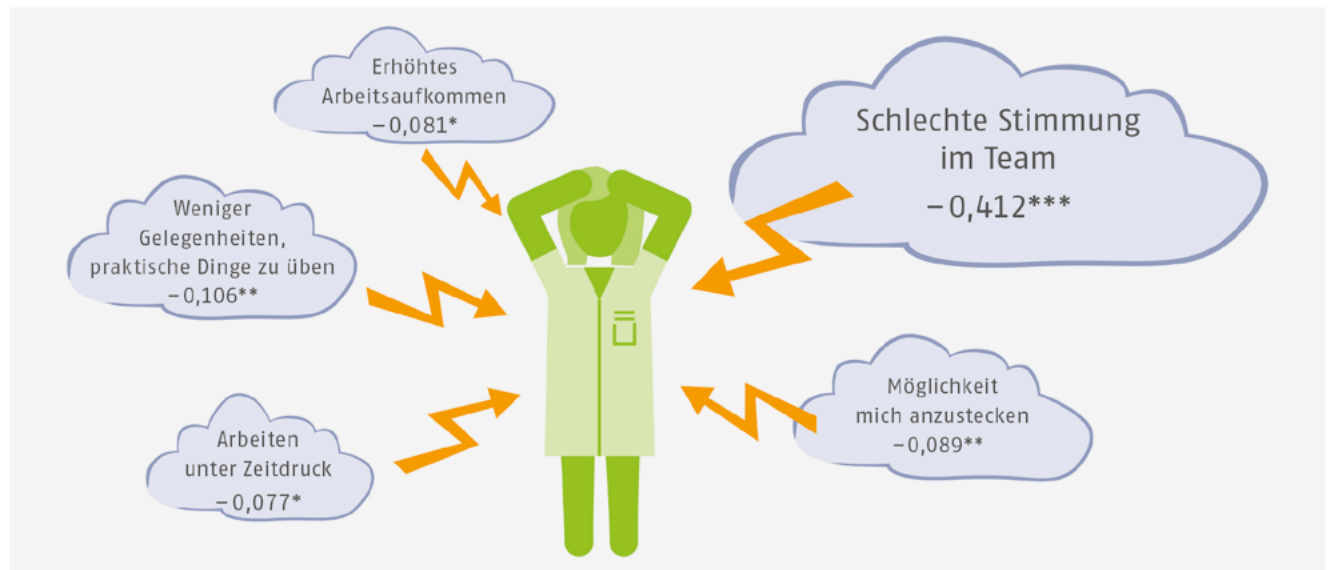 Erhöhtes
Arbeitsaufkommen
–0,081*
Schlechte Stimmung
im Team
–0,412***
Weniger
Gelegenheiten,
praktische Dinge zu üben
–0,106**
Möglichkeit
mich anzustecken
–0,089**
Arbeiten
unter Zeitdruck
–0,077*